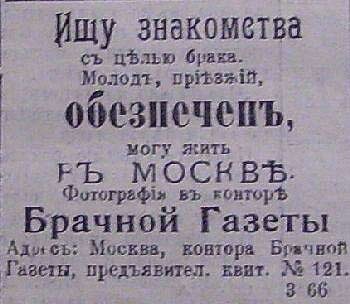 Ищу знакомства
съ цѣлью брака.
Молодъ, пріѣзжій,
обезпеченъ,
могу жить
ВЪ МОСКВѢ.
Фотографія въ конторѣ
Брачной Газеты
Адресъ: Москва, контора Брачной
Газеты, предъявител. квит. № 121.
3 66